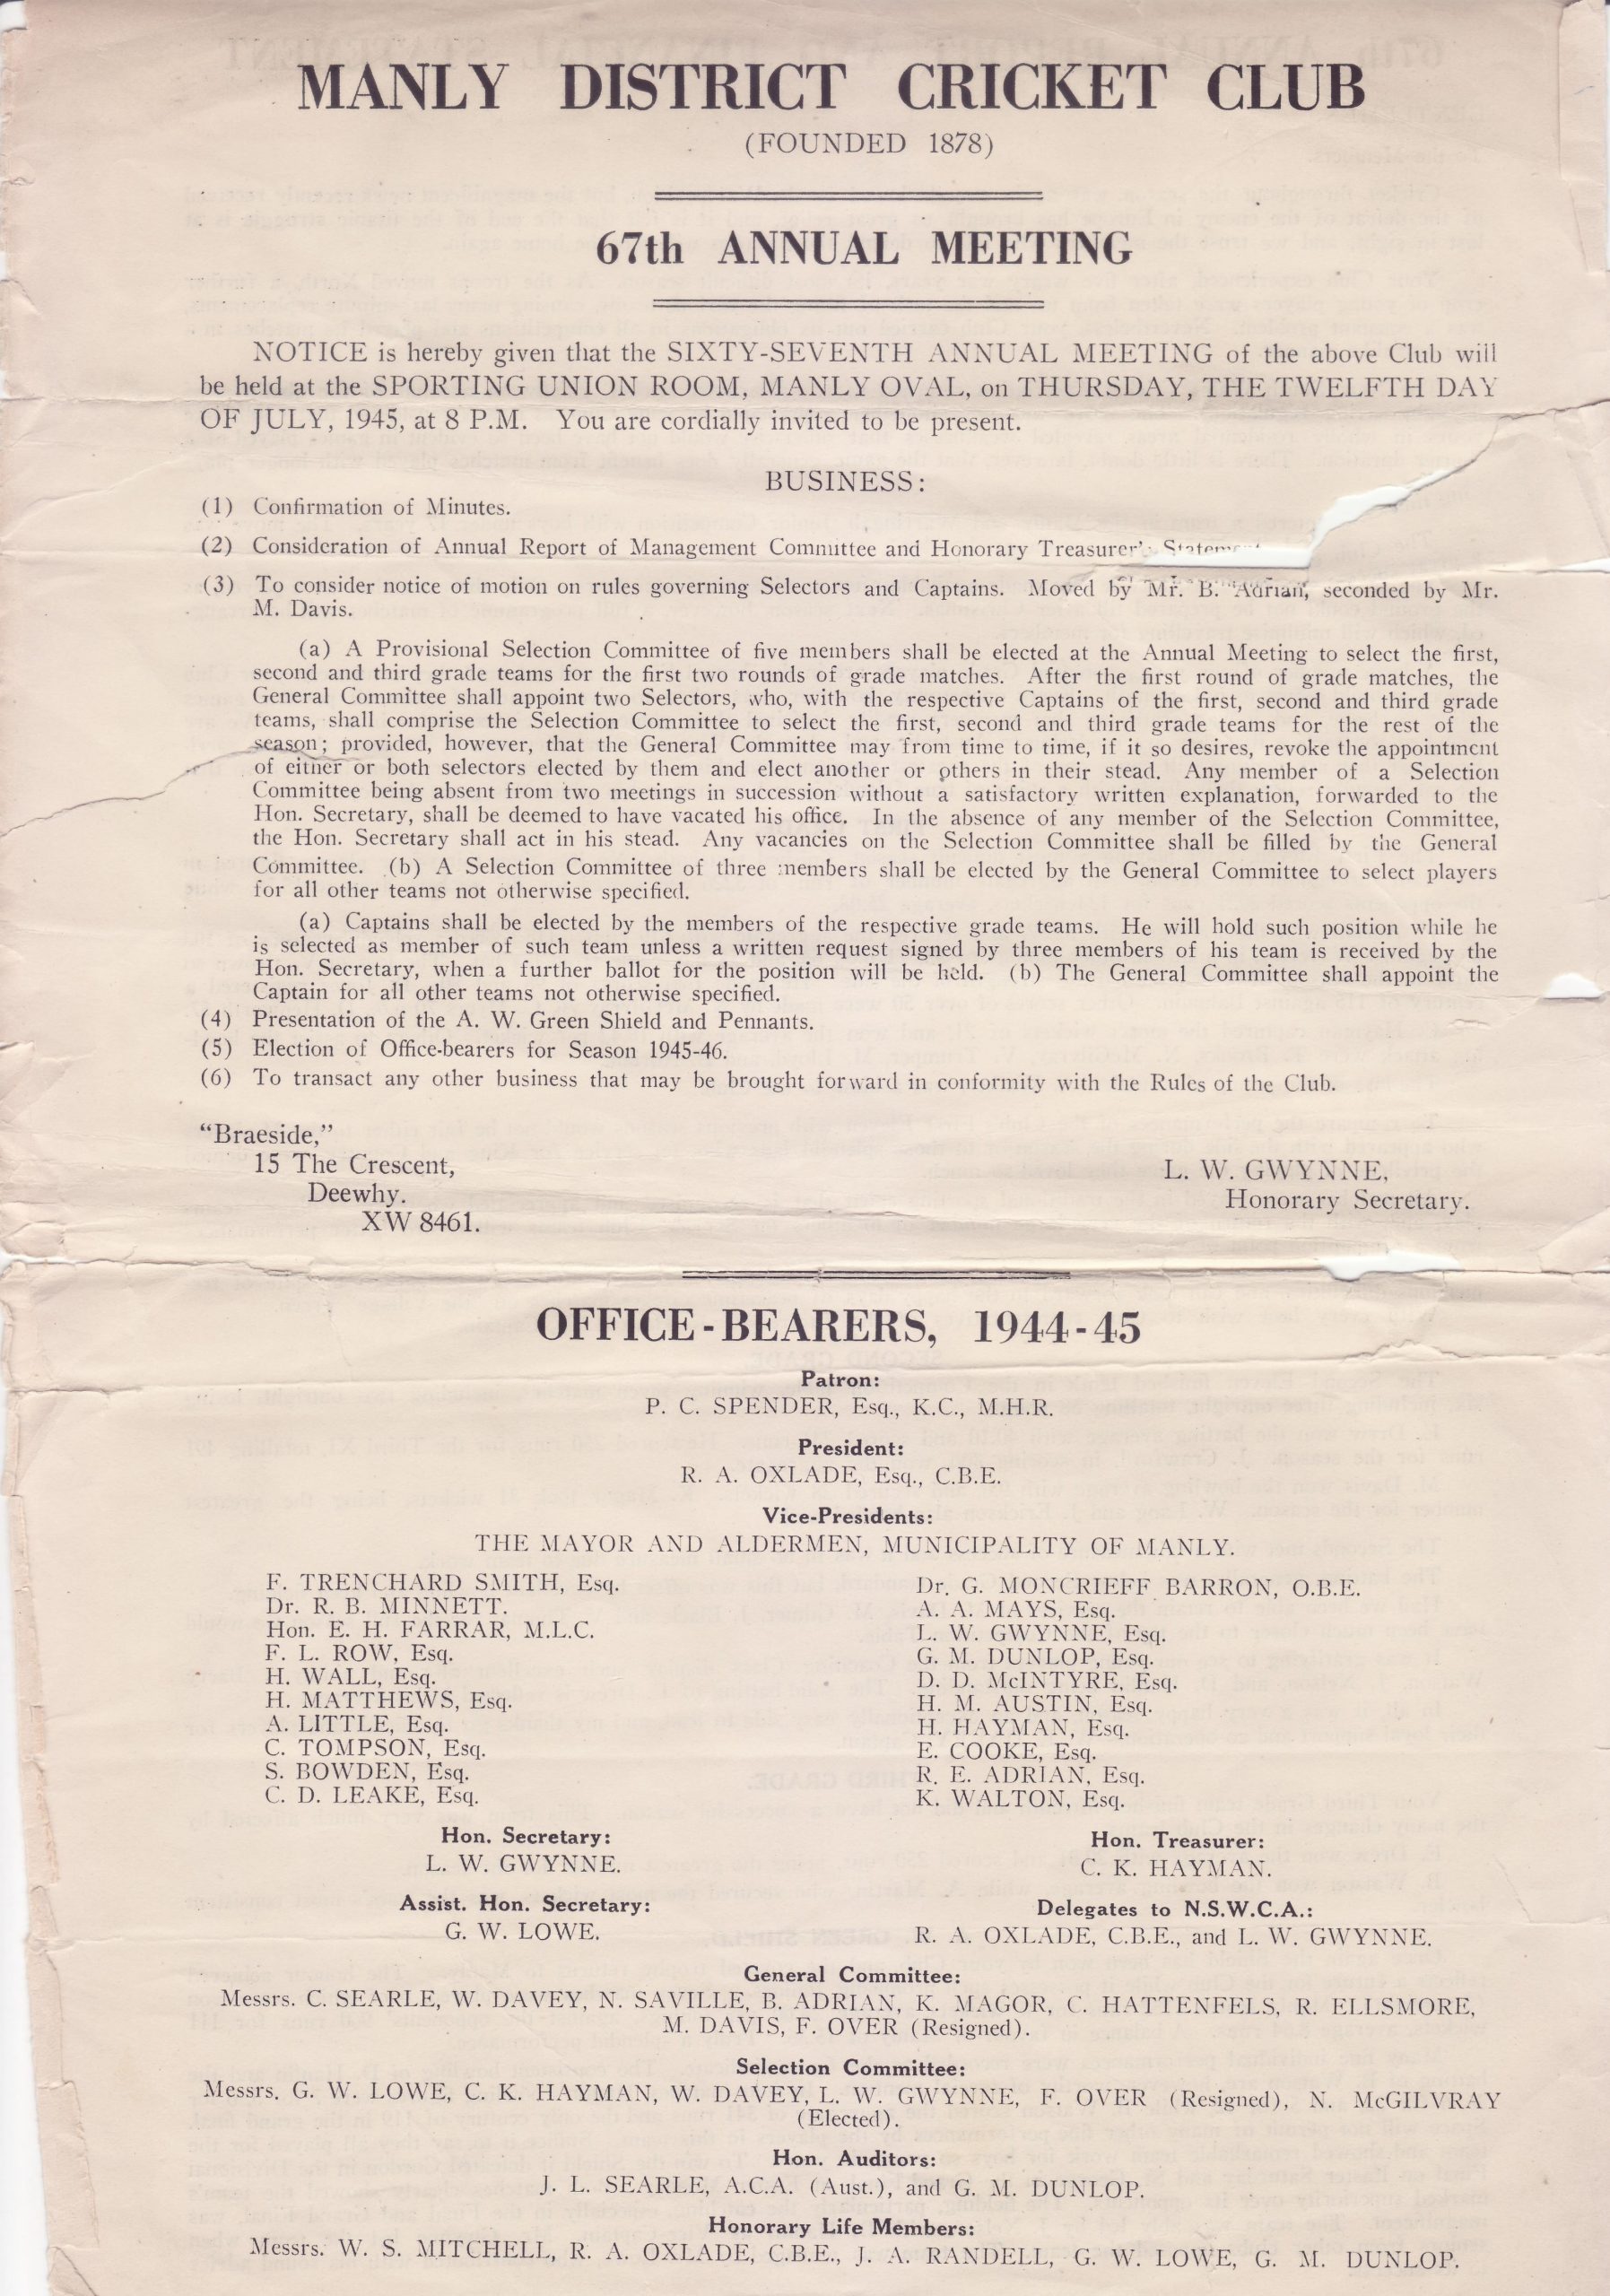 MANLY DISTRICT CRICKET CLUB
(FOUNDED 1878)
67th ANNUAL MEETING
NOTICE is hereby given that the SIXTY-SEVENTH ANNUAL MEETING of the above Club will
be held at the SPORTING UNION ROOM, MANLY OVAL, on THURSDAY, THE TWELFTH DAY
OF JULY, 1945, at 8 P.M. You are cordially invited to be present.
BUSINESS:
(1) Confirmation of Minutes.
(2) Consideration of Annual Report of Management Committee and Honorary Treasurer's
(3) To consider notice of motion on rules governing Selectors and Captains. Moved by Mr. B. Adrian, seconded by Mr.
M. Davis.
(a) A Provisional Selection Committee of five members shall be elected at the Annual Meeting to select the first,
second and third grade teams for the first two rounds of grade matches. After the first round of grade matches, the
General Committee shall appoint two Selectors, who, with the respective Captains of the first, second and third grade
teams, shall comprise the Selection Committee to select the first, second and third grade teams for the rest of the
season; provided, however, that the General Committee may from time to time, if it so desires, revoke the appointment
of either or both selectors elected by them and elect another or others in their stead. Any member of a Selection
Committee being absent from two meetings in succession without a satisfactory written explanation, forwarded to the
Hon. Secretary, shall be deemed to have vacated his office. In the absence of any member of the Selection Committee,
the Hon. Secretary shall act in his stead. Any vacancies on the Selection Committee shall be filled by the General
Committee. (b) A Selection Committee of three members shall be elected by the General Committee to select players
for all other teams not otherwise specified.
(a) Captains shall be elected by the members of the respective grade teams. He will hold such position while he
is selected as member of such team unless a written request signed by three members of his team is received by the
Hon. Secretary, when a further ballot for the position will be held. (b) The General Committee shall appoint the
Captain for all other teams not otherwise specified.
(4) Presentation of the A. W. Green Shield and Pennants.
(5) Election of Office-bearers for Season 1945-46.
(6) To transact any other business that may be brought forward in conformity with the Rules of the Club.
"Braeside,"
15 The Crescent,
Deewhy.
XW 8461.
L. W. GWYNNE,
Honorary Secretary.
OFFICE-BEARERS, 1944-45
Patron:
P. C. SPENDER, Esq., K.C., M.H.R.
President:
R. A. OXLADE, Esq., C.B.E.
Vice-Presidents:
THE MAYOR AND ALDERMEN, MUNICIPALITY OF MANLY.
F. TRENCHARD SMITH, Esq.
Dr. R. B. MINNETT.
Hon. E. H. FARRAR, M.L.C.
F. L. ROW, Esq.
H. WALL, Esq.
H. MATTHEWS, Esq.
A. LITTLE, Esq.
C. TOMPSON, Esq.
S. BOWDEN, Esq.
C. D. LEAKE, Esq.
Dr. G. MONCRIEFF BARRON, O.B.E.
A. A. MAYS, Esq.
L. W. GWYNNE, Esq.
G. M. DUNLOP, Esq.
D. D. McINTYRE, Esq.
H. M. AUSTIN, Esq.
H. HAYMAN, Esq.
E. COOKE, Esq.
R. E. ADRIAN, Esq.
K. WALTON, Esq.
Hon. Secretary:
L. W. GWYNNE.
Hon. Treasurer:
C. K. HAYMAN.
Assist. Hon. Secretary:
G. W. LOWE.
Delegates to N.S.W.C.A.:
R. A. OXLADE, C.B.E., and L. W. GWYNNE.
General Committee:
Messrs. C. SEARLE, W. DAVEY, N. SAVILLE, B. ADRIAN, K. MAGOR, C. HATTENFELS, R. ELLSMORE,
M. DAVIS, F. OVER (Resigned).
Selection Committee:
Messrs. G. W. LOWE, C. K. HAYMAN, W. DAVEY, L. W. GWYNNE, F. OVER (Resigned), N. McGILVRAY
(Elected).
Hon. Auditors:
J. L. SEARLE, A.C.A. (Aust.), and G. M. DUNLOP.
Honorary Life Members:
Messrs. W. S. MITCHELL, R. A. OXLADE, C.B.E., J. A. RANDELL, G. W. LOWE, G. M. DUNLOP.